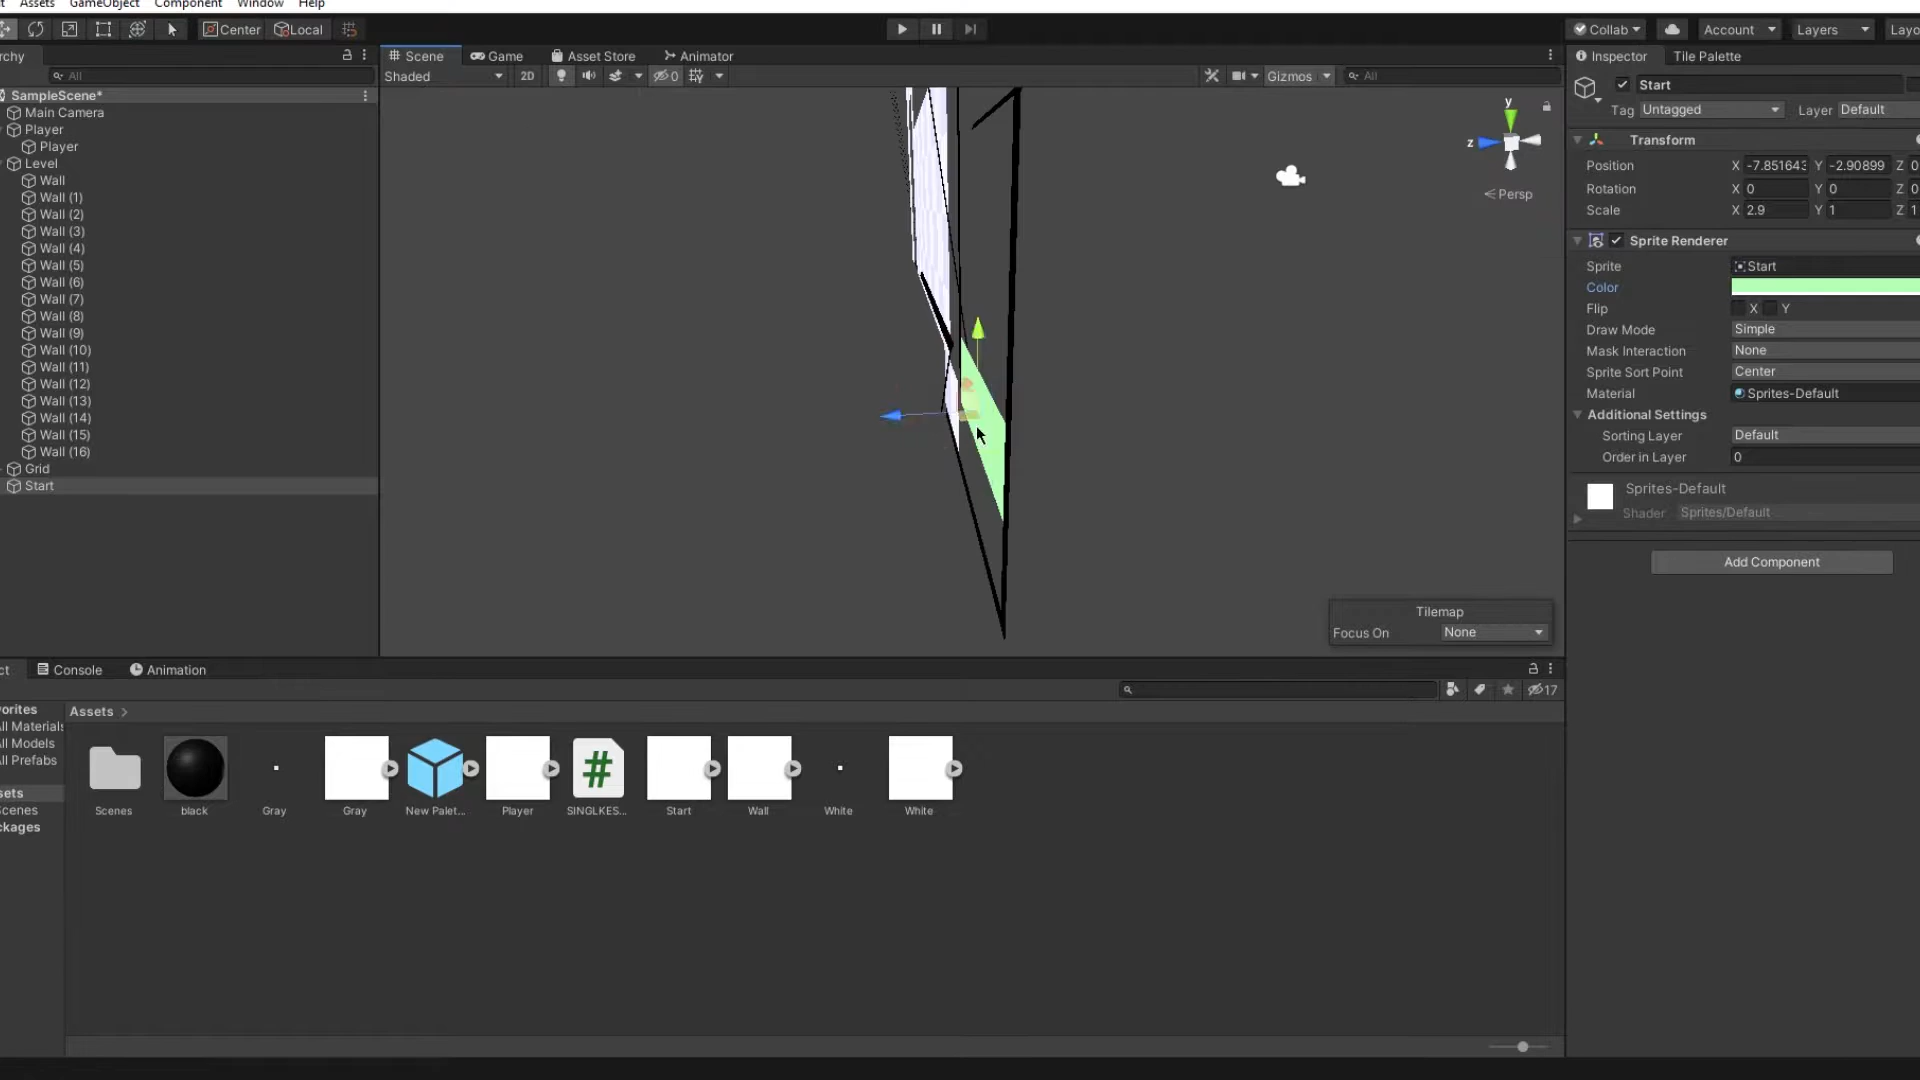 Assets GameObject Component Window Help
Center Local
Collab Account Layers Layo
rchy
All
SampleScene*
Main Camera
Player
Player
Level
Wall
Wall (1)
Wall (2)
Wall (3)
Wall (4)
Wall (5)
Wall (6)
Wall (7)
Wall (8)
Wall (9)
Wall (10)
Wall (11)
Wall (12)
Wall (13)
Wall (14)
Wall (15)
Wall (16)
Grid
Start
Scene Game Asset Store Animator
Shaded 2D 0 Gizmos All
y
z
Persp
Tilemap
Focus On None
Inspector Tile Palette
Start
Tag Untagged Layer Default
Transform
Position X -7.851643 Y -2.90899 Z 0
Rotation X 0 Y 0 Z 0
Scale X 2.9 Y 1 Z 1
Sprite Renderer
Sprite Start
Color
Flip X Y
Draw Mode Simple
Mask Interaction None
Sprite Sort Point Center
Material Sprites-Default
Additional Settings
Sorting Layer Default
Order in Layer 0
Sprites-Default
Shader Sprites/Default
Add Component
ct Console Animation
17
orites
ll Materials
ll Models
ll Prefabs
sets
cenes
ckages
Assets
Scenes black Gray Gray New Palet... Player SINGLKES... Start Wall White White